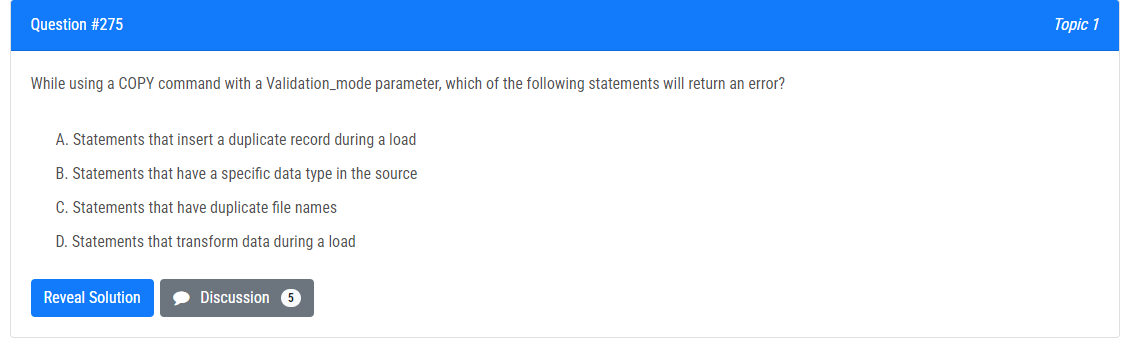 Question #275
Topic 1
While using a COPY command with a Validation_mode parameter, which of the following statements will return an error?
A. Statements that insert a duplicate record during a load
B. Statements that have a specific data type in the source
C. Statements that have duplicate file names
D. Statements that transform data during a load
Reveal Solution
Discussion 5